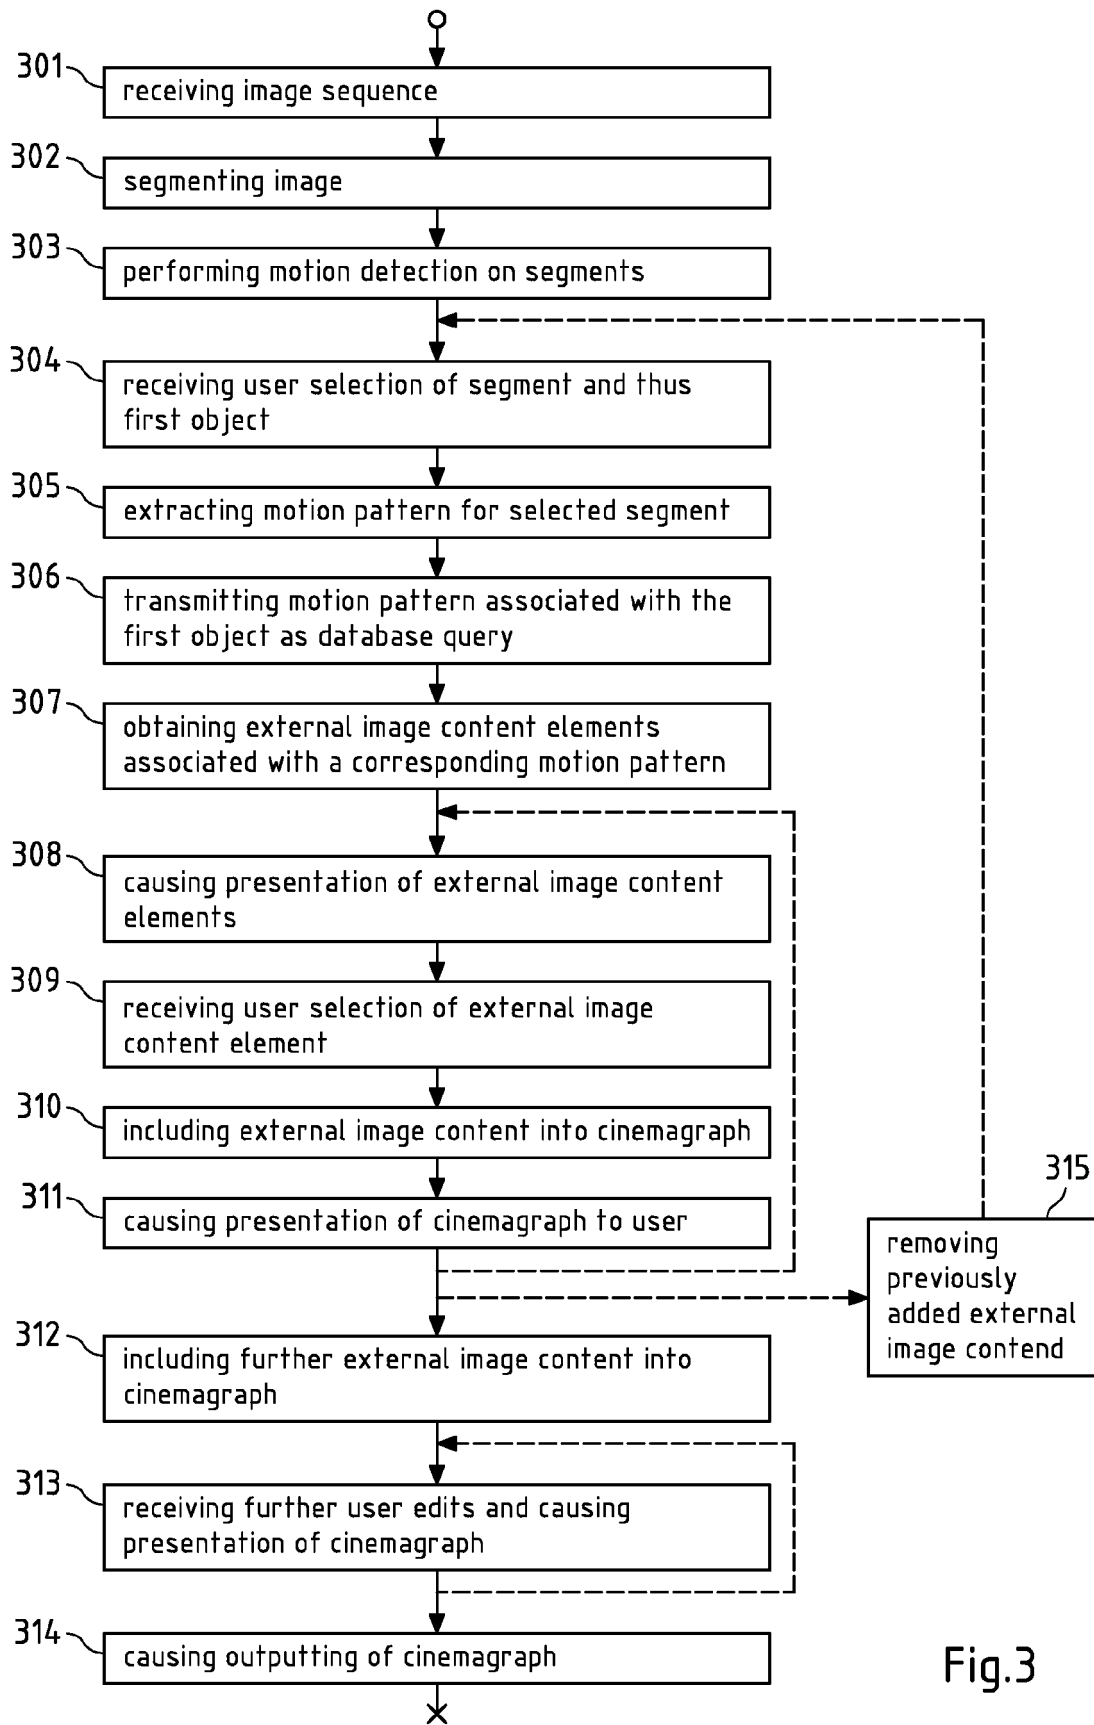 301
receiving image sequence
302
segmenting image
303
performing motion detection on segments
304
receiving user selection of segment and thus
first object
305
extracting motion pattern for selected segment
306
transmitting motion pattern associated with the
first object as database query
307
obtaining external image content elements
associated with a corresponding motion pattern
308
causing presentation of external image content
elements
309
receiving user selection of external image
content element
310
including external image content into cinemagraph
311
causing presentation of cinemagraph to user
315
removing
previously
added external
image contend
312
including further external image content into
cinemagraph
313
receiving further user edits and causing
presentation of cinemagraph
314
causing outputting of cinemagraph
Fig.3